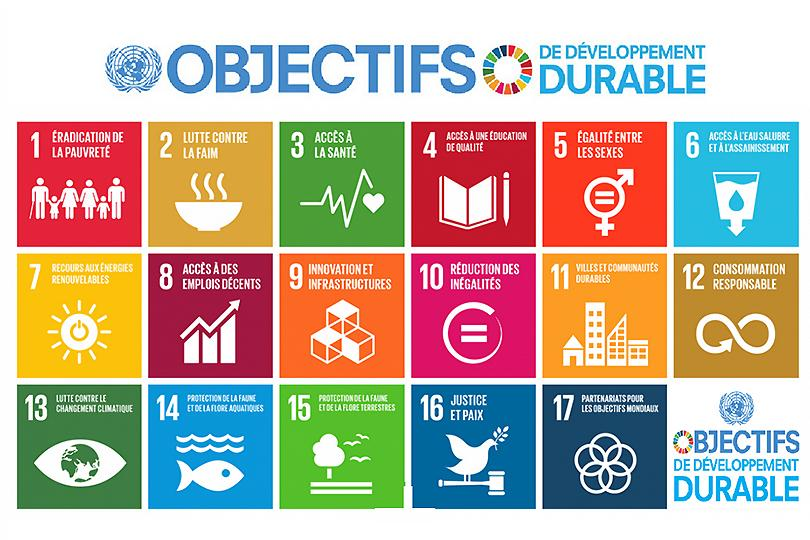 OBJECTIFS DE DÉVELOPPEMENT
DURABLE
1 ÉRADICATION DE
LA PAUVRETÉ
2 LUTTE CONTRE
LA FAIM
3 ACCÈS À
LA SANTÉ
4 ACCÈS À UNE ÉDUCATION
DE QUALITÉ
5 ÉGALITÉ ENTRE
LES SEXES
6 ACCÈS À L'EAU SALUBRE
ET À L'ASSAINISSEMENT
7 RECOURS AUX ÉNERGIES
RENOUVELABLES
8 ACCÈS À DES
EMPLOIS DÉCENTS
9 INNOVATION ET
INFRASTRUCTURES
10 RÉDUCTION DES
INÉGALITÉS
11 VILLES ET COMMUNAUTÉS
DURABLES
12 CONSOMMATION
RESPONSABLE
13 LUTTE CONTRE LE
CHANGEMENT CLIMATIQUE
14 PROTECTION DE LA FAUNE
ET DE LA FLORE AQUATIQUES
15 PROTECTION DE LA FAUNE
ET DE LA FLORE TERRESTRES
16 JUSTICE
ET PAIX
17 PARTENARIATS POUR
LES OBJECTIFS MONDIAUX
OBJECTIFS
DE DÉVELOPPEMENT
DURABLE